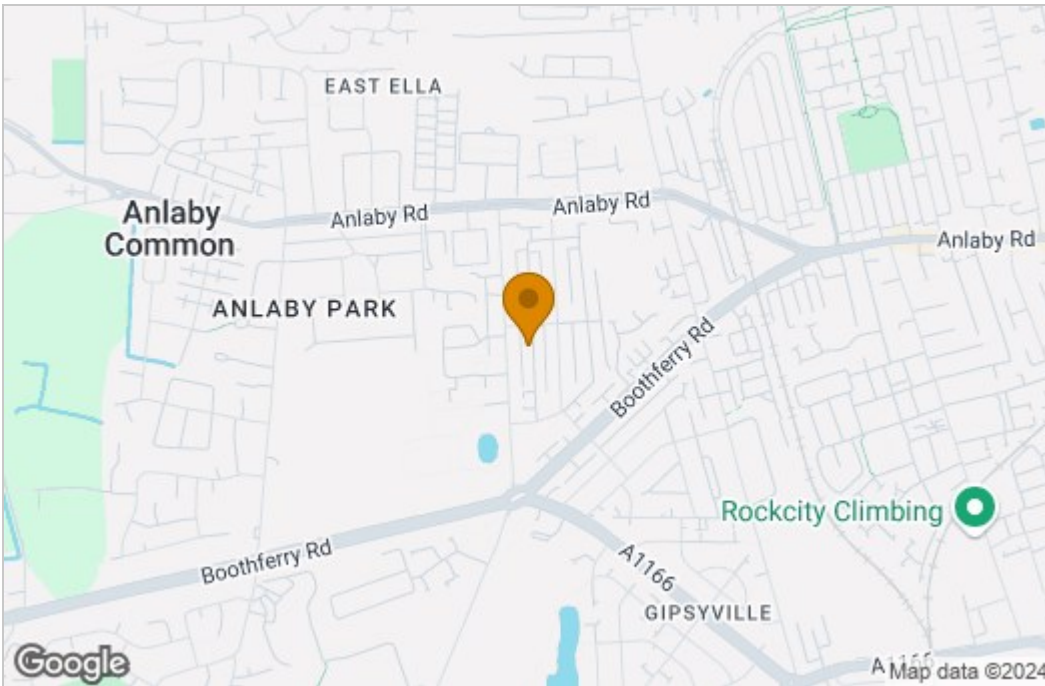 EAST ELLA
Anlaby Rd
Anlaby Rd
Anlaby
Common
Anlaby Rd
ANLABY PARK
Boothferry Rd
Rockcity Climbing
Boothferry Rd
A1166
GIPSYVILLE
A1166
Google
Map data ©2024